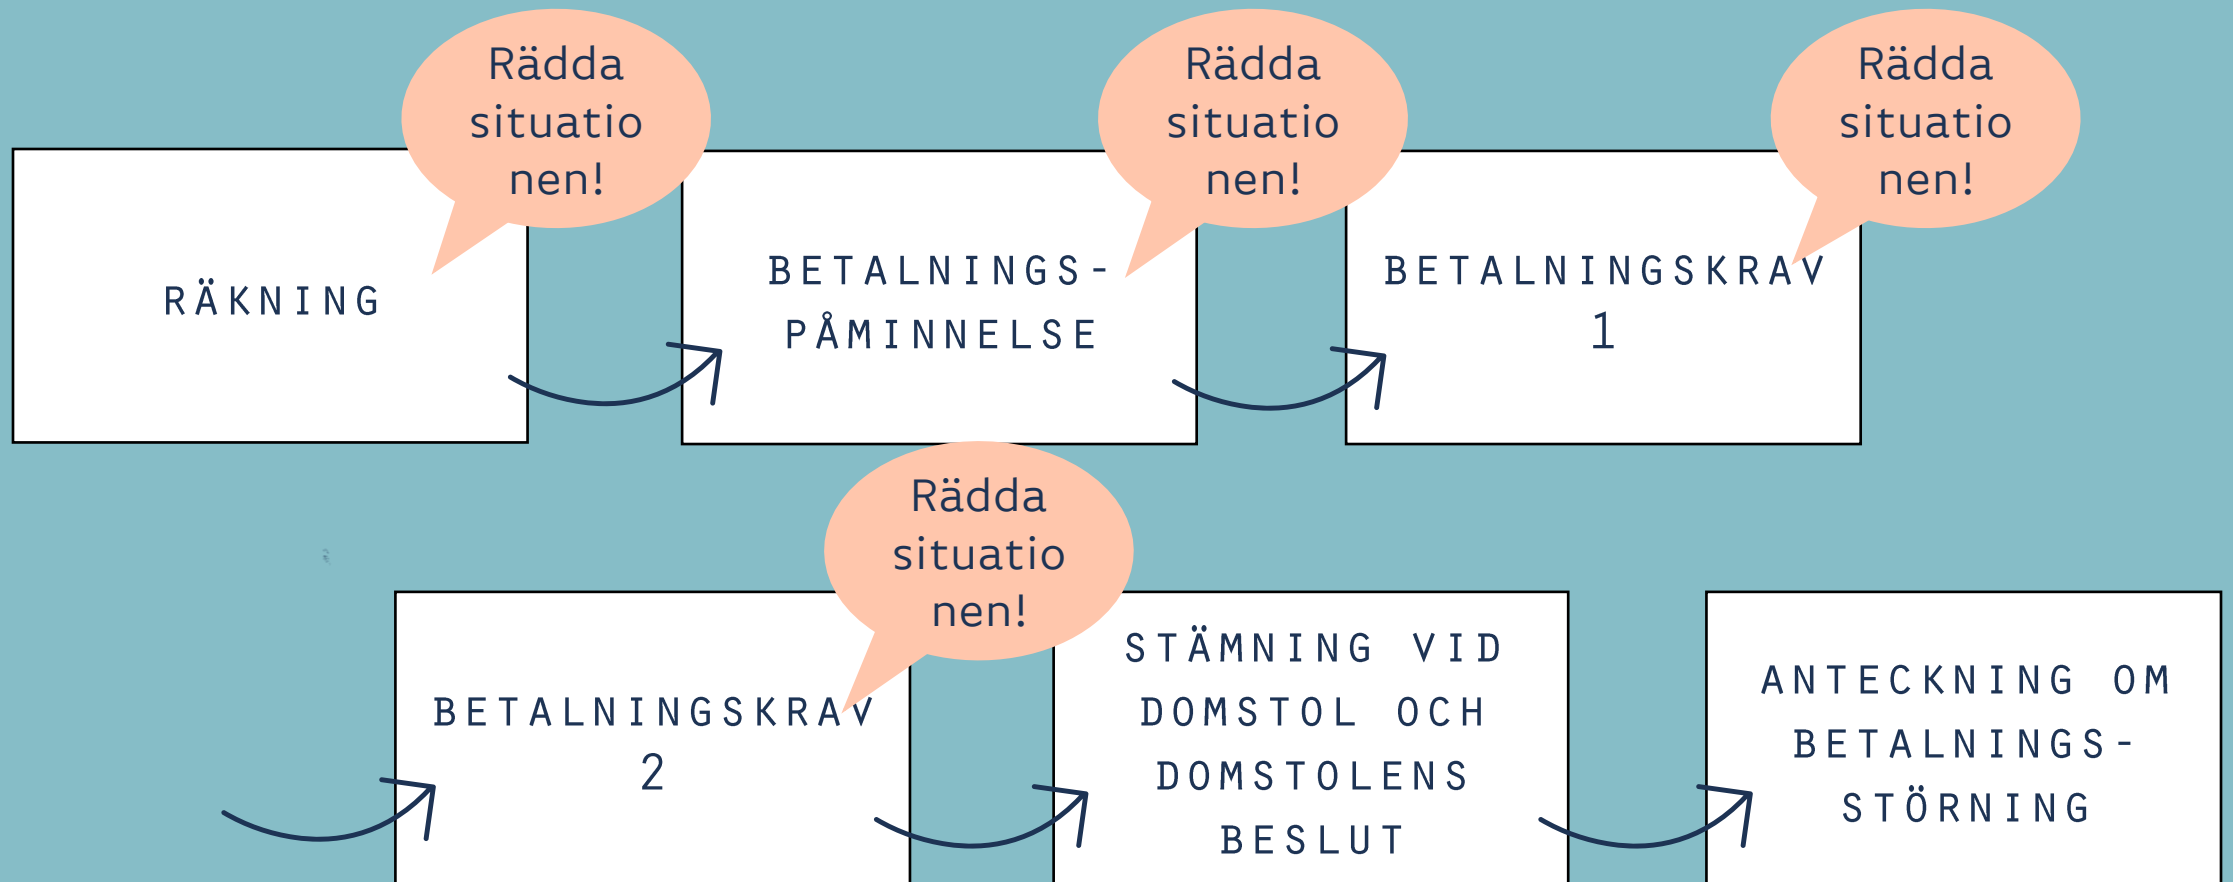 Rädda
situatio
nen!
Rädda
situatio
nen!
Rädda
situatio
nen!
RÄKNING
BETALNINGS-
PÅMINNELSE
BETALNINGSKRAV
1
Rädda
situatio
nen!
BETALNINGSKRAV
2
STÄMNING VID
DOMSTOL OCH
DOMSTOLENS
BESLUT
ANTECKNING OM
BETALNINGS-
STÖRNING